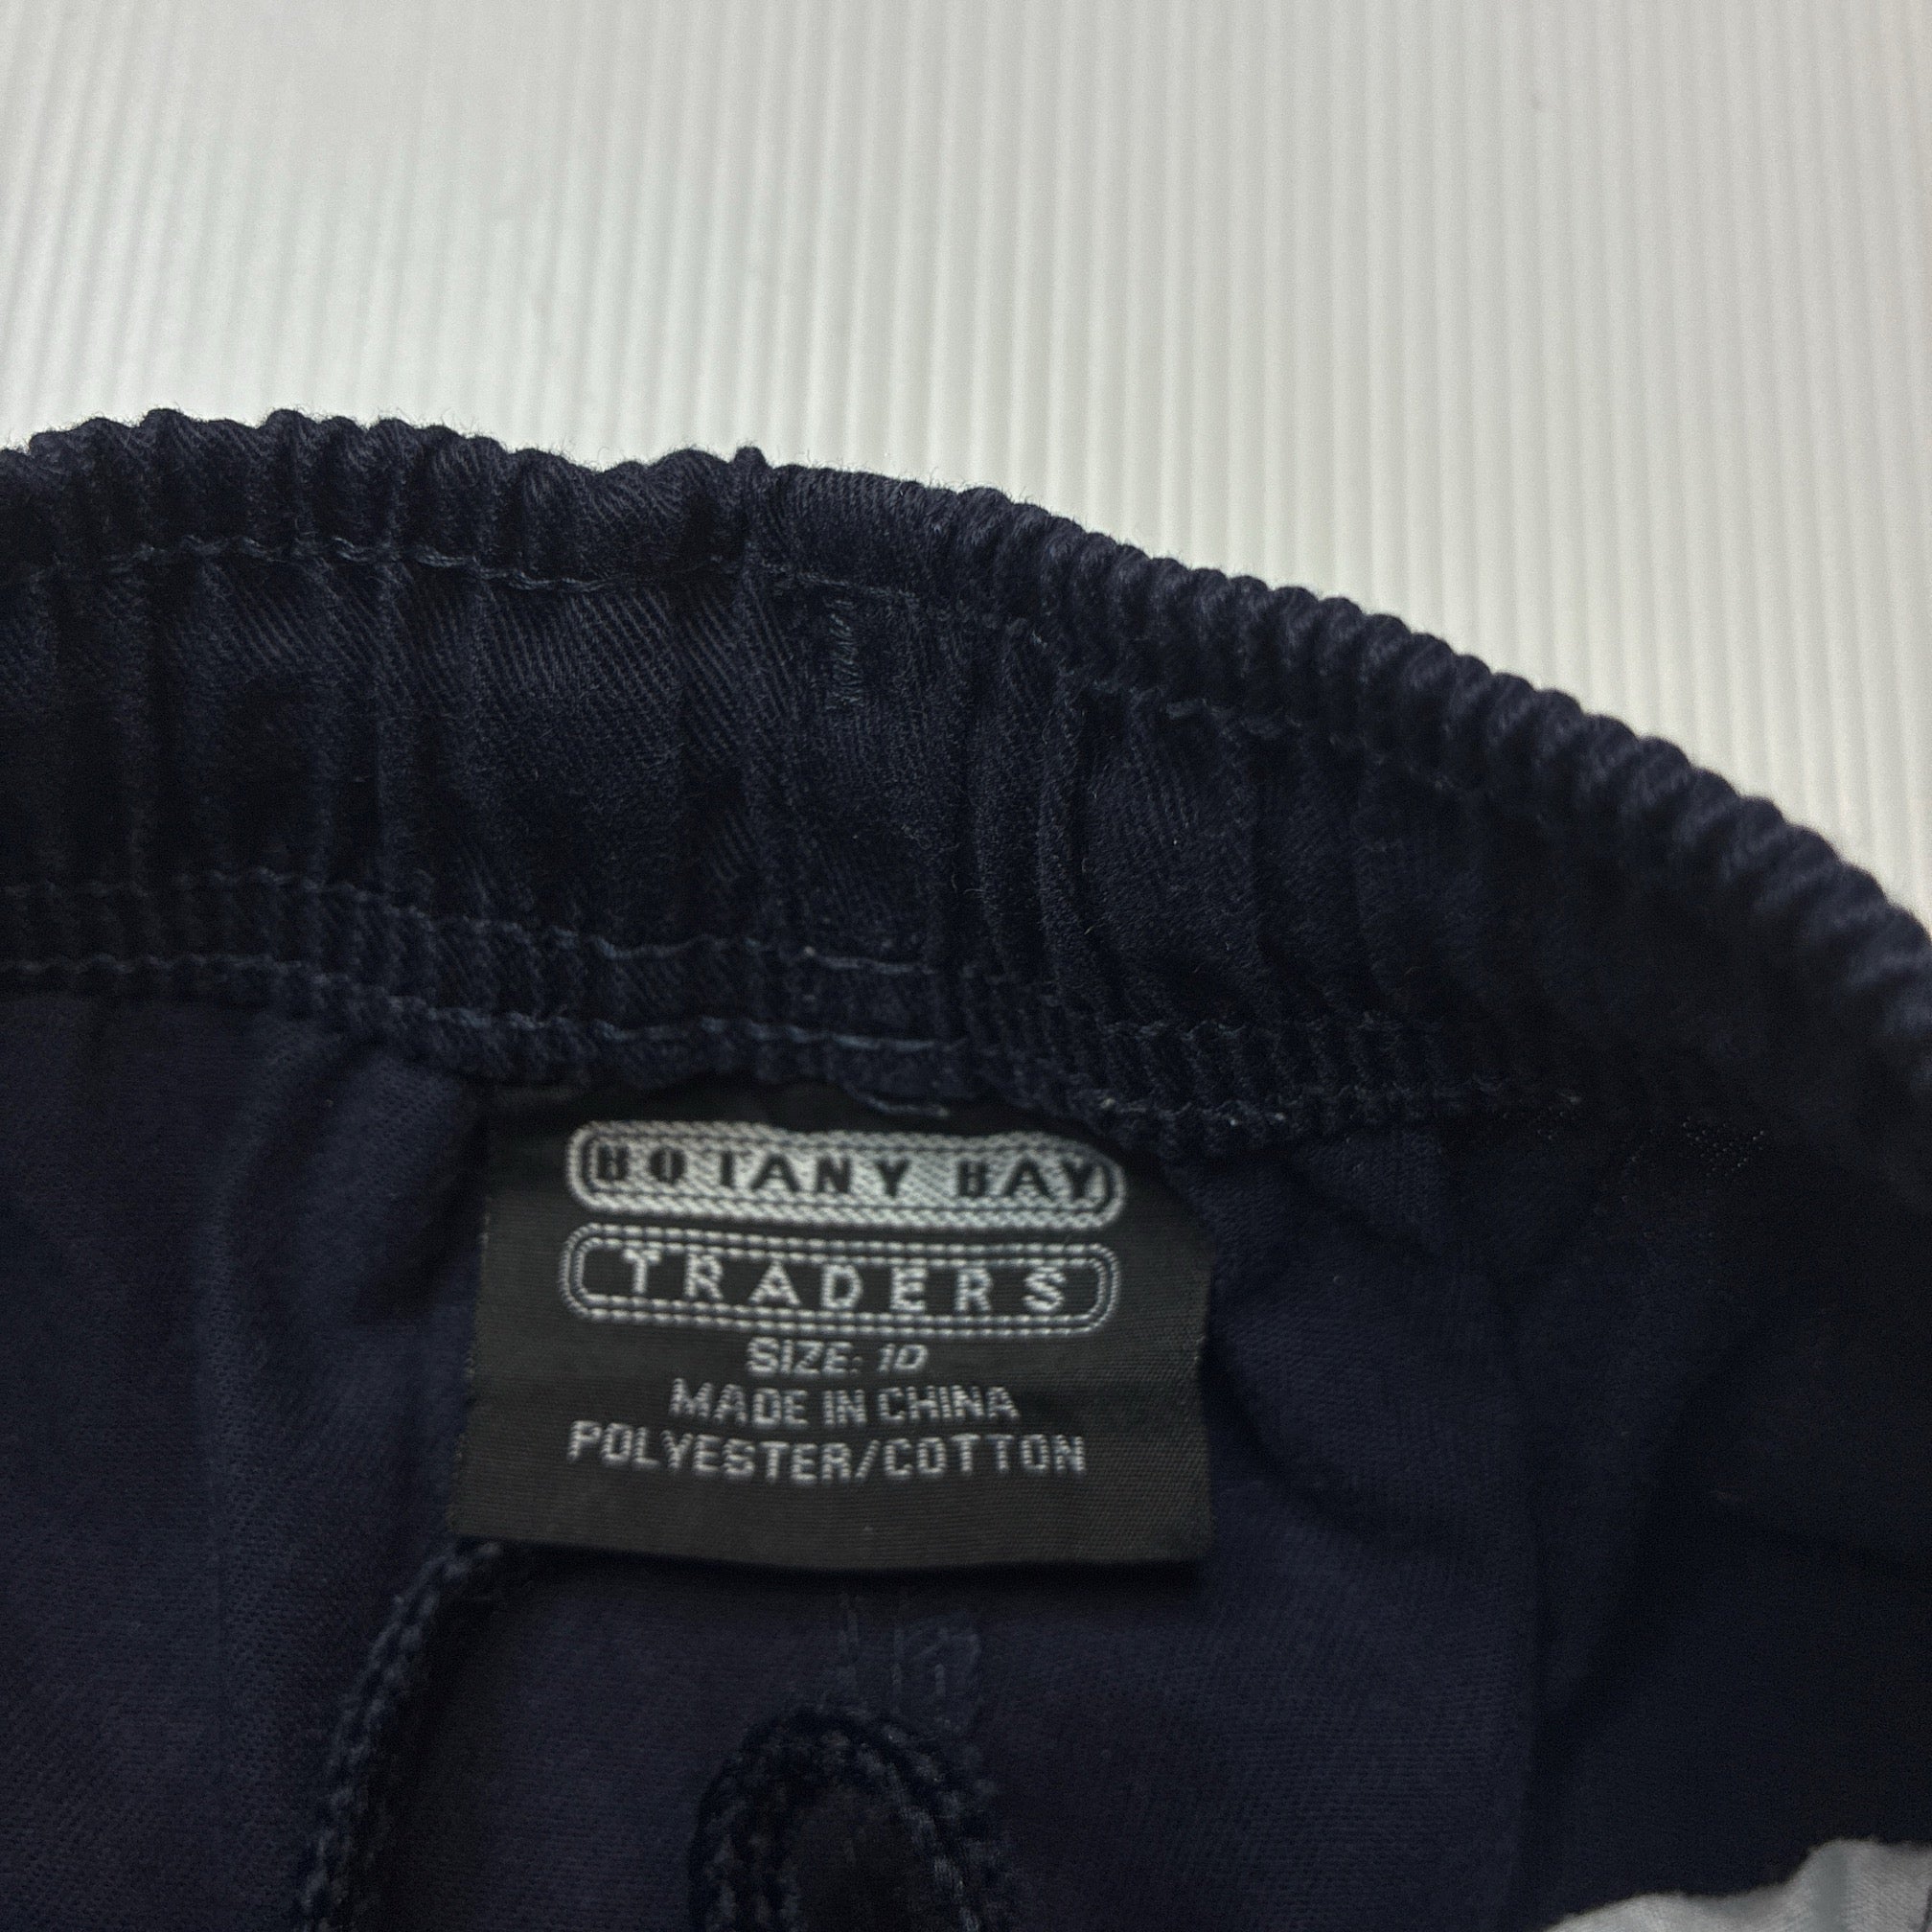 BOTANY BAY
TRADERS
SIZE: 10
MADE IN CHINA
POLYESTER/COTTON